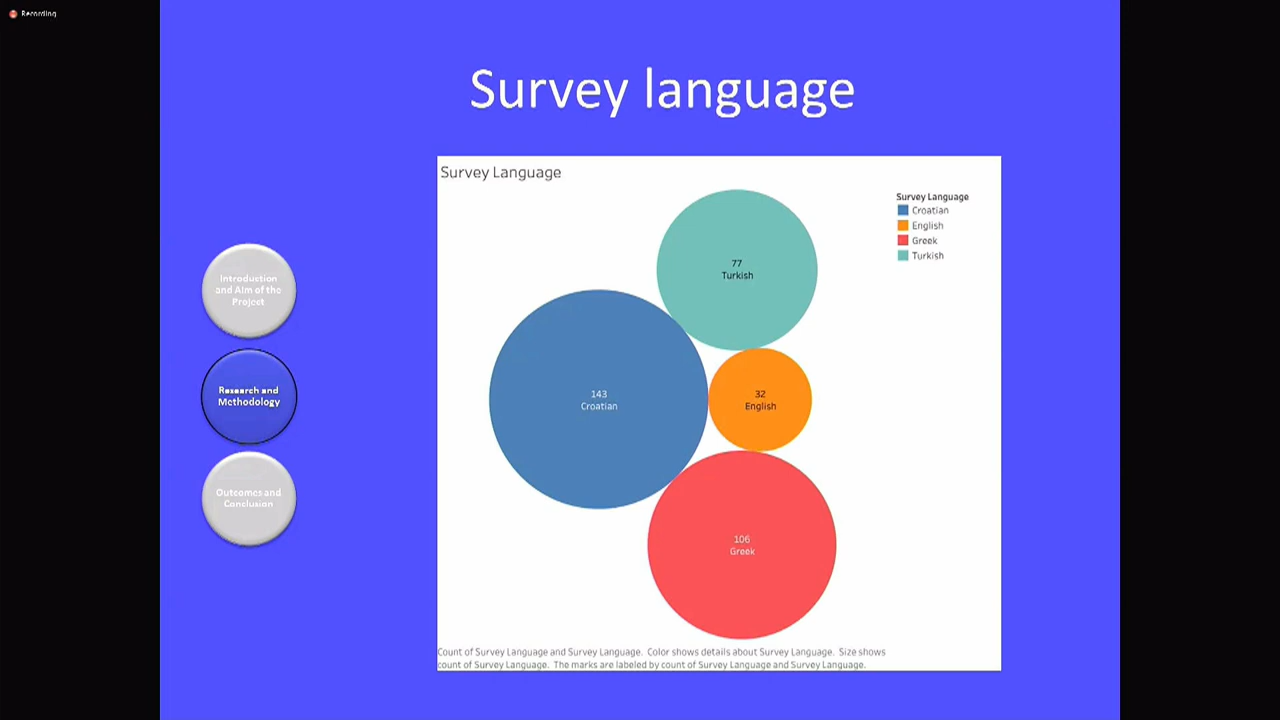 Recording
Survey language
Introduction
and Aim of the
Project
Research and
Methodology
Outcomes and
Conclusion
Survey Language
Survey Language
Croatian
English
Greek
Turkish
77
Turkish
143
Croatian
32
English
106
Greek
Count of Survey Language and Survey Language. Color shows details about Survey Language. Size shows
count of Survey Language. The marks are labeled by count of Survey Language and Survey Language.